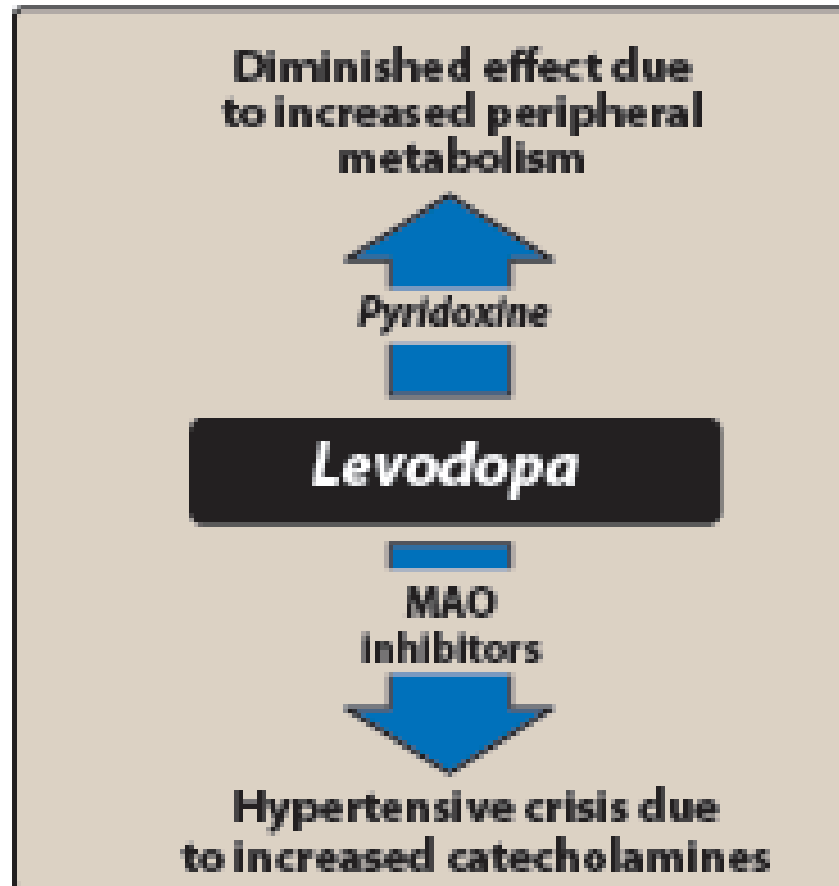 Diminished effect due
to increased peripheral
metabolism
Pyridoxine
Levodopa
MAO
inhibitors
Hypertensive crisis due
to increased catecholamines